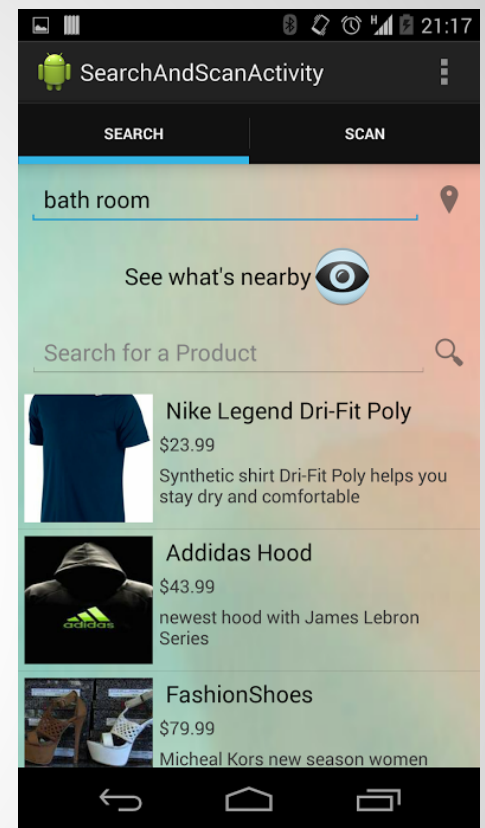 H 21:17
SearchAndScanActivity
SEARCH SCAN
bath room
See what's nearby
Search for a Product
Nike Legend Dri-Fit Poly
$23.99
Synthetic shirt Dri-Fit Poly helps you
stay dry and comfortable
Addidas Hood
$43.99
newest hood with James Lebron
Series
adidas
FashionShoes
$79.99
Micheal Kors new season women